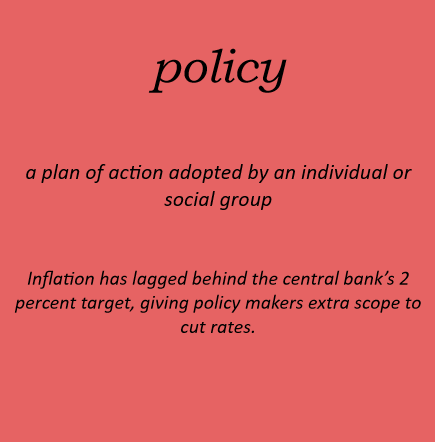 policy
a plan of action adopted by an individual or
social group
Inflation has lagged behind the central bank’s 2
percent target, giving policy makers extra scope to
cut rates.